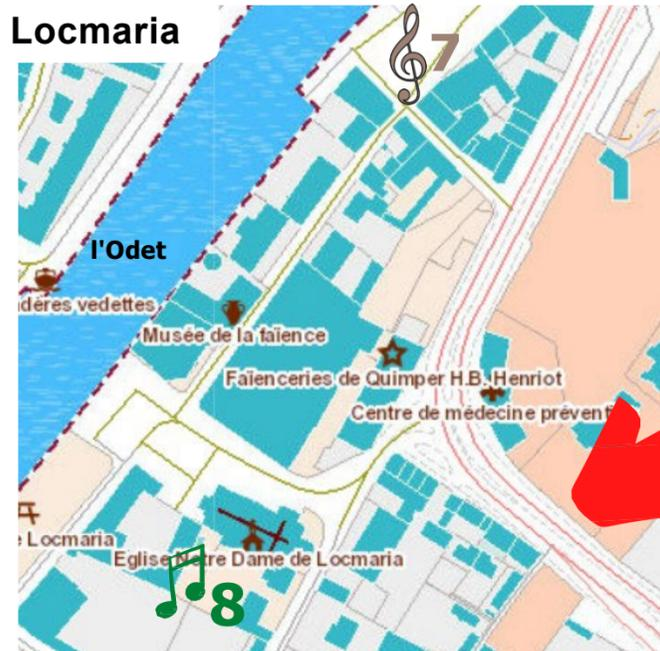 Locmaria
7
l'Odet
dères vedettes
Musée de la faïence
Faïenceries de Quimper H.B. Henriot
Centre de médecine prévent
e Locmaria
Eglise Notre Dame de Locmaria
8